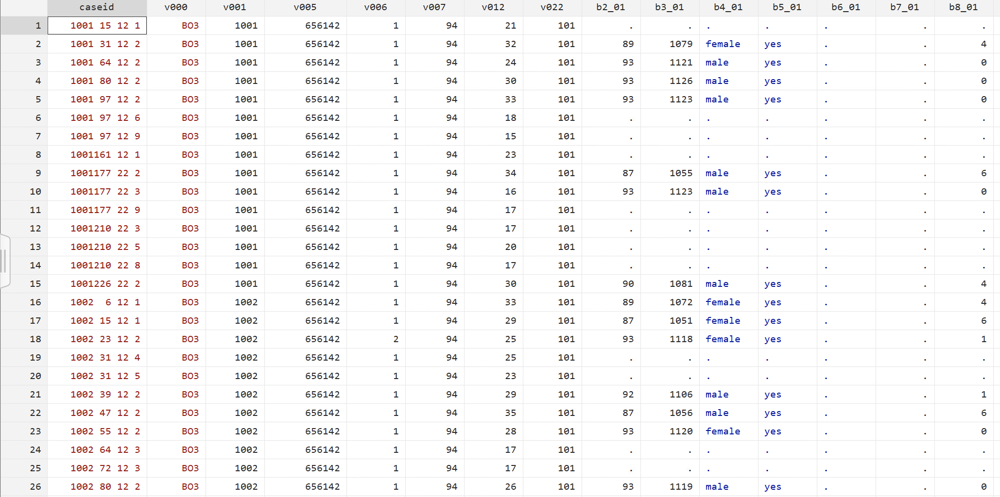 caseid v000 v001 v005 v006 v007 v012 v022 b2_01 b3_01 b4_01 b5_01 b6_01 b7_01 b8_01
1 1001 15 12 1 BO3 1001 656142 1 94 21 101 . . . . . . .
2 1001 31 12 2 BO3 1001 656142 1 94 32 101 89 1079 female yes . . 4
3 1001 64 12 2 BO3 1001 656142 1 94 24 101 93 1121 male yes . . 0
4 1001 80 12 2 BO3 1001 656142 1 94 30 101 93 1126 male yes . . 0
5 1001 97 12 2 BO3 1001 656142 1 94 33 101 93 1123 male yes . . 0
6 1001 97 12 6 BO3 1001 656142 1 94 18 101 . . . . . . .
7 1001 97 12 9 BO3 1001 656142 1 94 15 101 . . . . . . .
8 1001161 12 1 BO3 1001 656142 1 94 23 101 . . . . . . .
9 1001177 22 2 BO3 1001 656142 1 94 34 101 87 1055 male yes . . 6
10 1001177 22 3 BO3 1001 656142 1 94 16 101 93 1123 male yes . . 0
11 1001177 22 9 BO3 1001 656142 1 94 17 101 . . . . . . .
12 1001210 22 3 BO3 1001 656142 1 94 17 101 . . . . . . .
13 1001210 22 5 BO3 1001 656142 1 94 20 101 . . . . . . .
14 1001210 22 8 BO3 1001 656142 1 94 17 101 . . . . . . .
15 1001226 22 2 BO3 1001 656142 1 94 30 101 90 1081 male yes . . 4
16 1002  6 12 1 BO3 1002 656142 1 94 33 101 89 1072 female yes . . 4
17 1002 15 12 1 BO3 1002 656142 1 94 29 101 87 1051 female yes . . 6
18 1002 23 12 2 BO3 1002 656142 2 94 25 101 93 1118 female yes . . 1
19 1002 31 12 4 BO3 1002 656142 1 94 25 101 . . . . . . .
20 1002 31 12 5 BO3 1002 656142 1 94 23 101 . . . . . . .
21 1002 39 12 2 BO3 1002 656142 1 94 29 101 92 1106 male yes . . 1
22 1002 47 12 2 BO3 1002 656142 1 94 35 101 87 1056 male yes . . 6
23 1002 55 12 2 BO3 1002 656142 1 94 28 101 93 1120 female yes . . 0
24 1002 64 12 3 BO3 1002 656142 1 94 17 101 . . . . . . .
25 1002 72 12 3 BO3 1002 656142 1 94 17 101 . . . . . . .
26 1002 80 12 2 BO3 1002 656142 1 94 26 101 93 1119 male yes . . 0